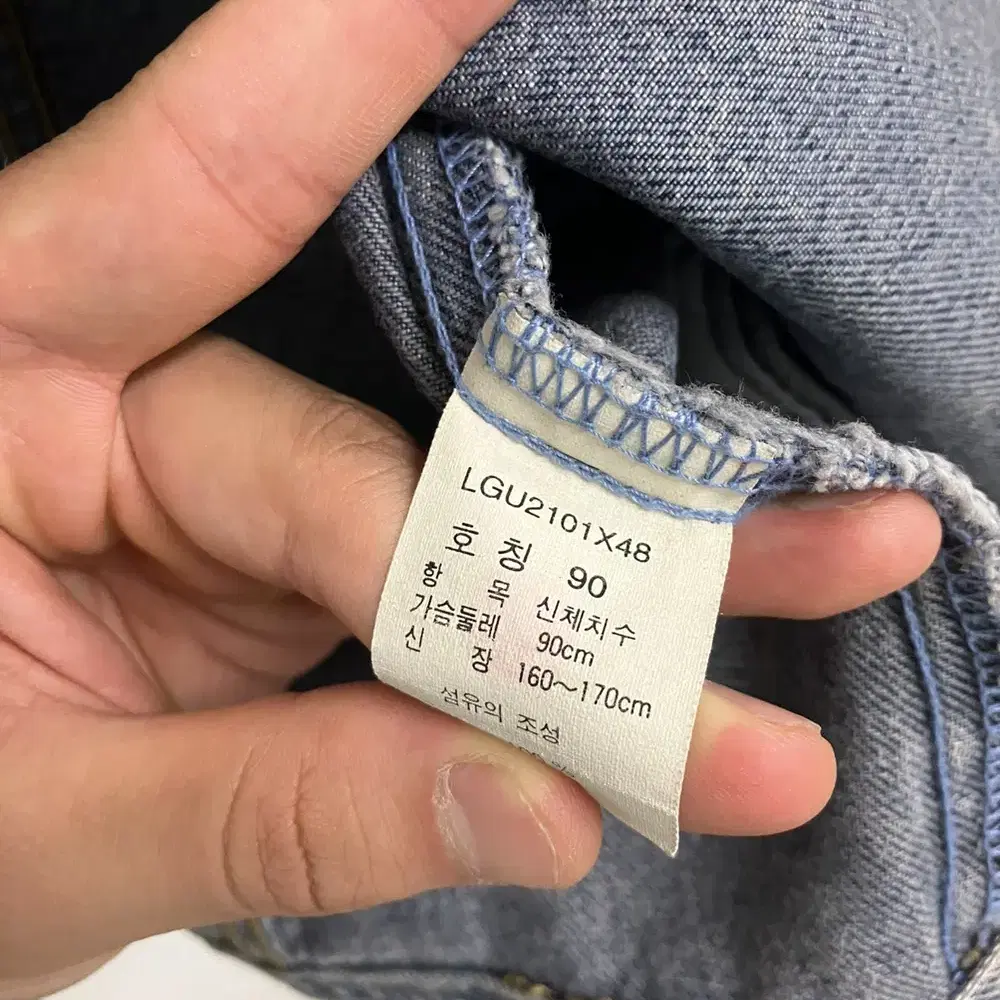 LGU2101X48
호 칭 90
항 목 신체치수
가슴둘레 90cm
신 장 160~170cm
섬유의 조성